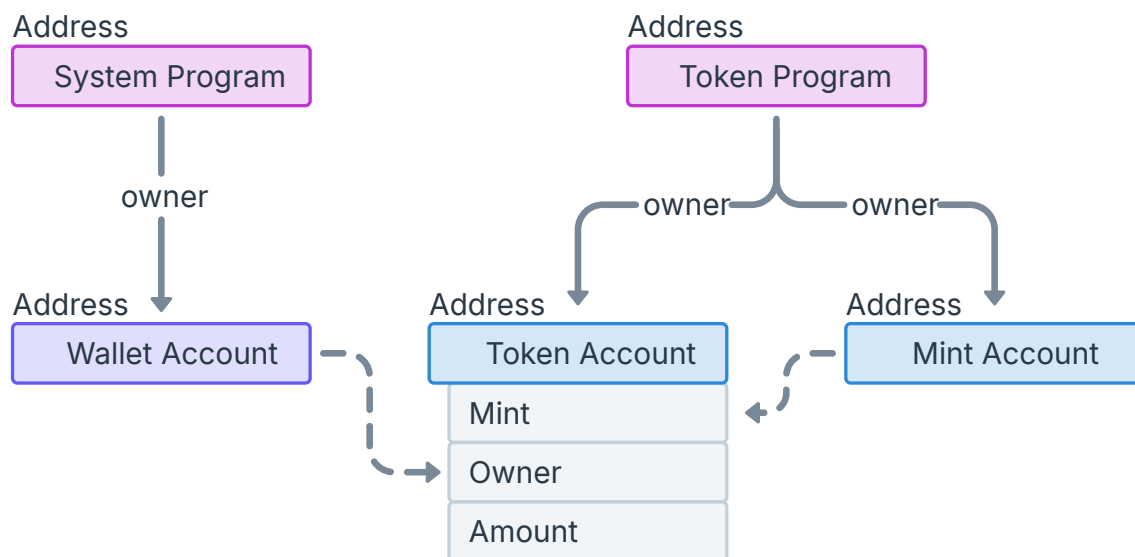 Address
System Program
Address
Token Program
owner
owner
owner
Address
Wallet Account
Address
Token Account
Address
Mint Account
Mint
Owner
Amount